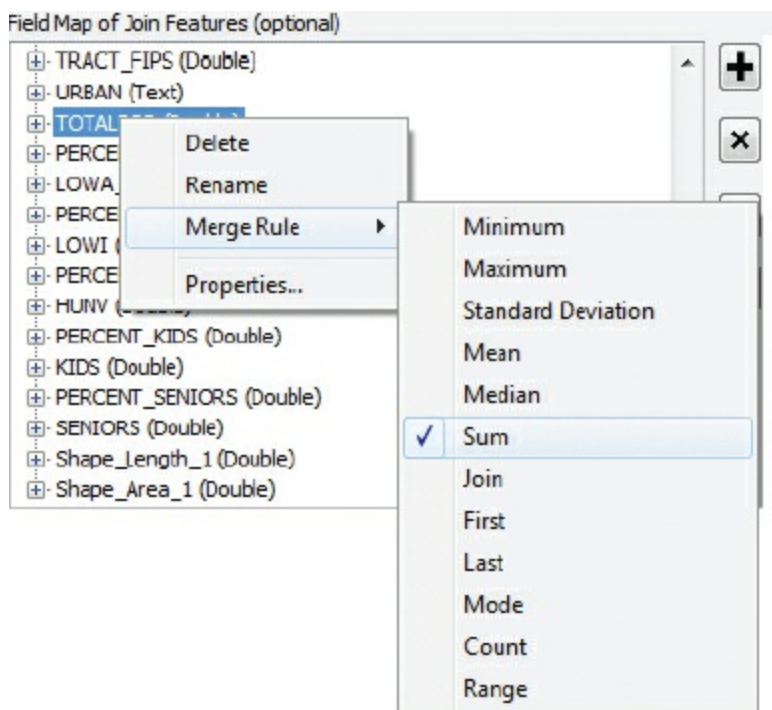 Field Map of Join Features (optional)
TRACT_FIPS (Double)
URBAN (Text)
TOTAL
PERCE
LOWA_
PERCE
LOWI (
PERCE
HUNV (
PERCENT_KIDS (Double)
KIDS (Double)
PERCENT_SENIORS (Double)
SENIORS (Double)
Shape_Length_1 (Double)
Shape_Area_1 (Double)
Delete
Rename
Merge Rule
Properties...
Minimum
Maximum
Standard Deviation
Mean
Median
Sum
Join
First
Last
Mode
Count
Range